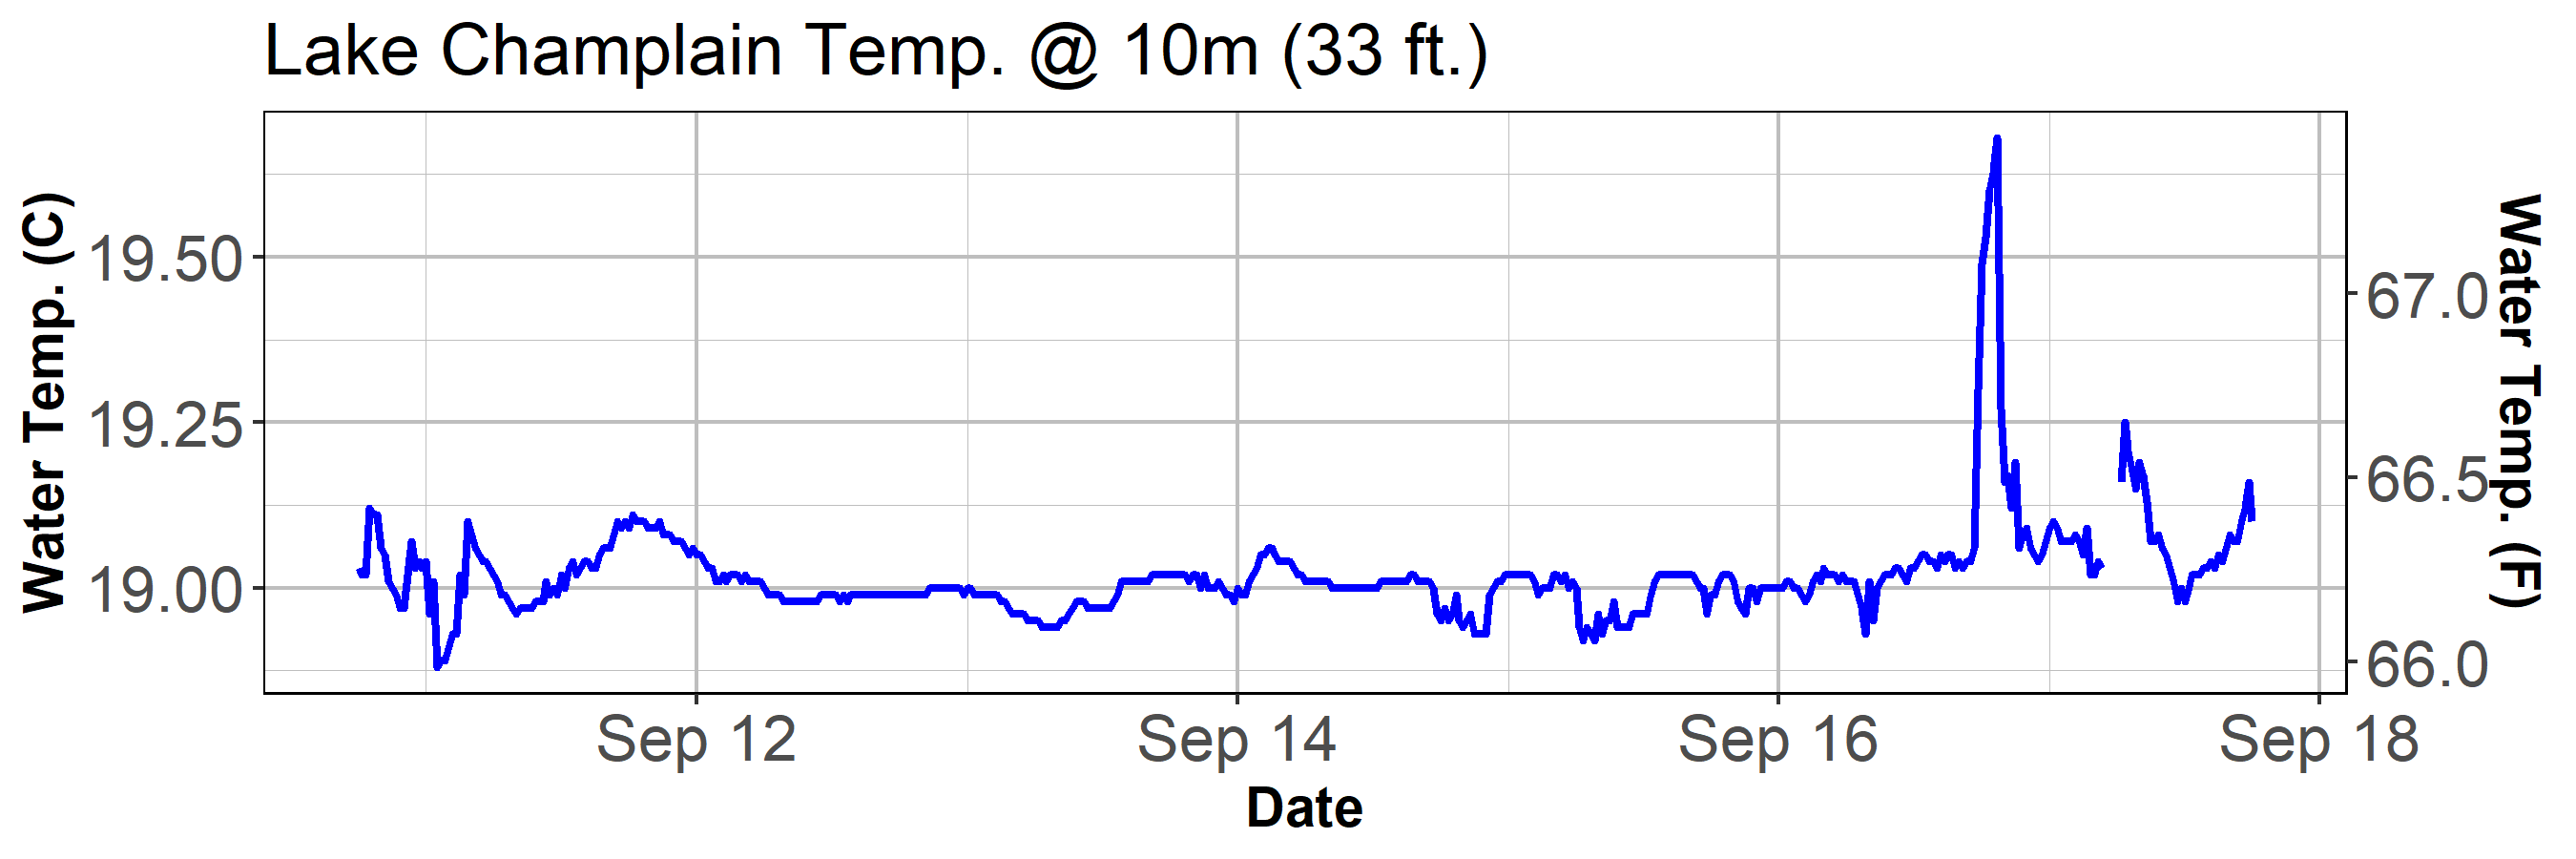 Lake Champlain Temp. @ 10m (33 ft.)
Water Temp. (C)
19.50
19.25
19.00
67.0
66.5
66.0
Water Temp. (F)
Sep 12
Sep 14
Sep 16
Sep 18
Date